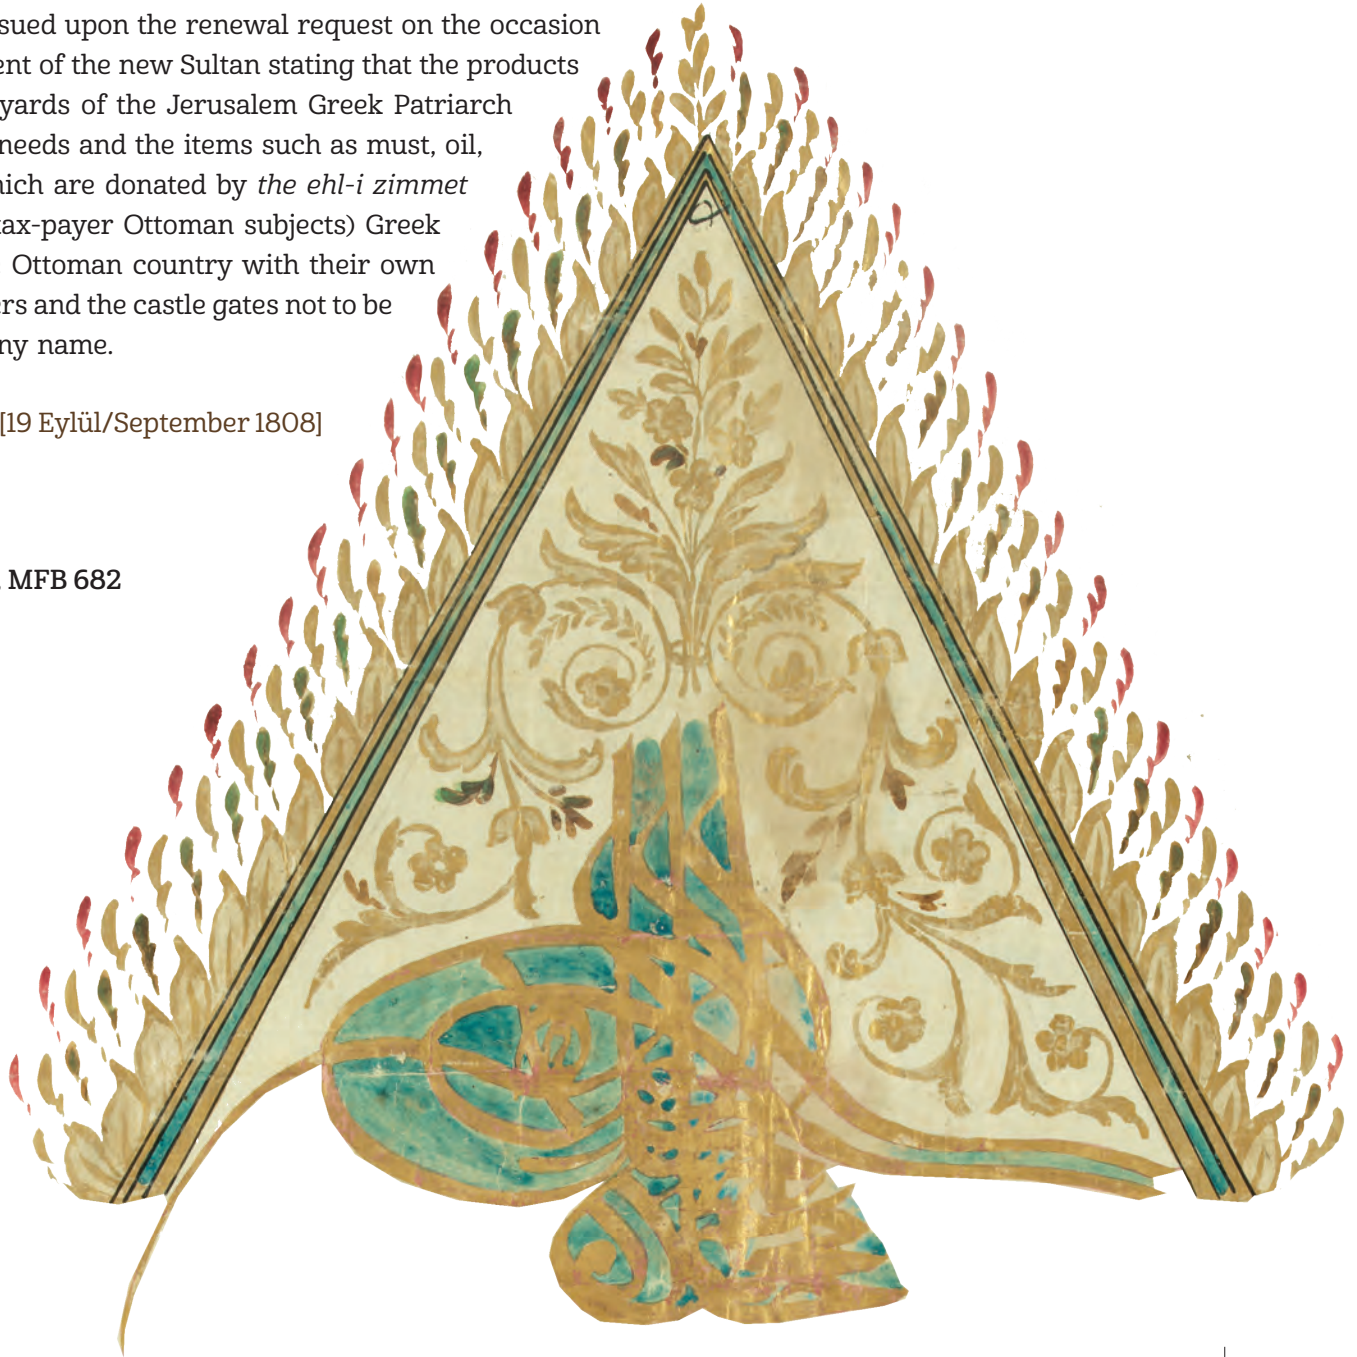 sued upon the renewal request on the occasion
ent of the new Sultan stating that the products
yards of the Jerusalem Greek Patriarch
needs and the items such as must, oil,
hich are donated by the ehl-i zimmet
tax-payer Ottoman subjects) Greek
Ottoman country with their own
ers and the castle gates not to be
ny name.
[19 Eylül/September 1808]
MFB 682